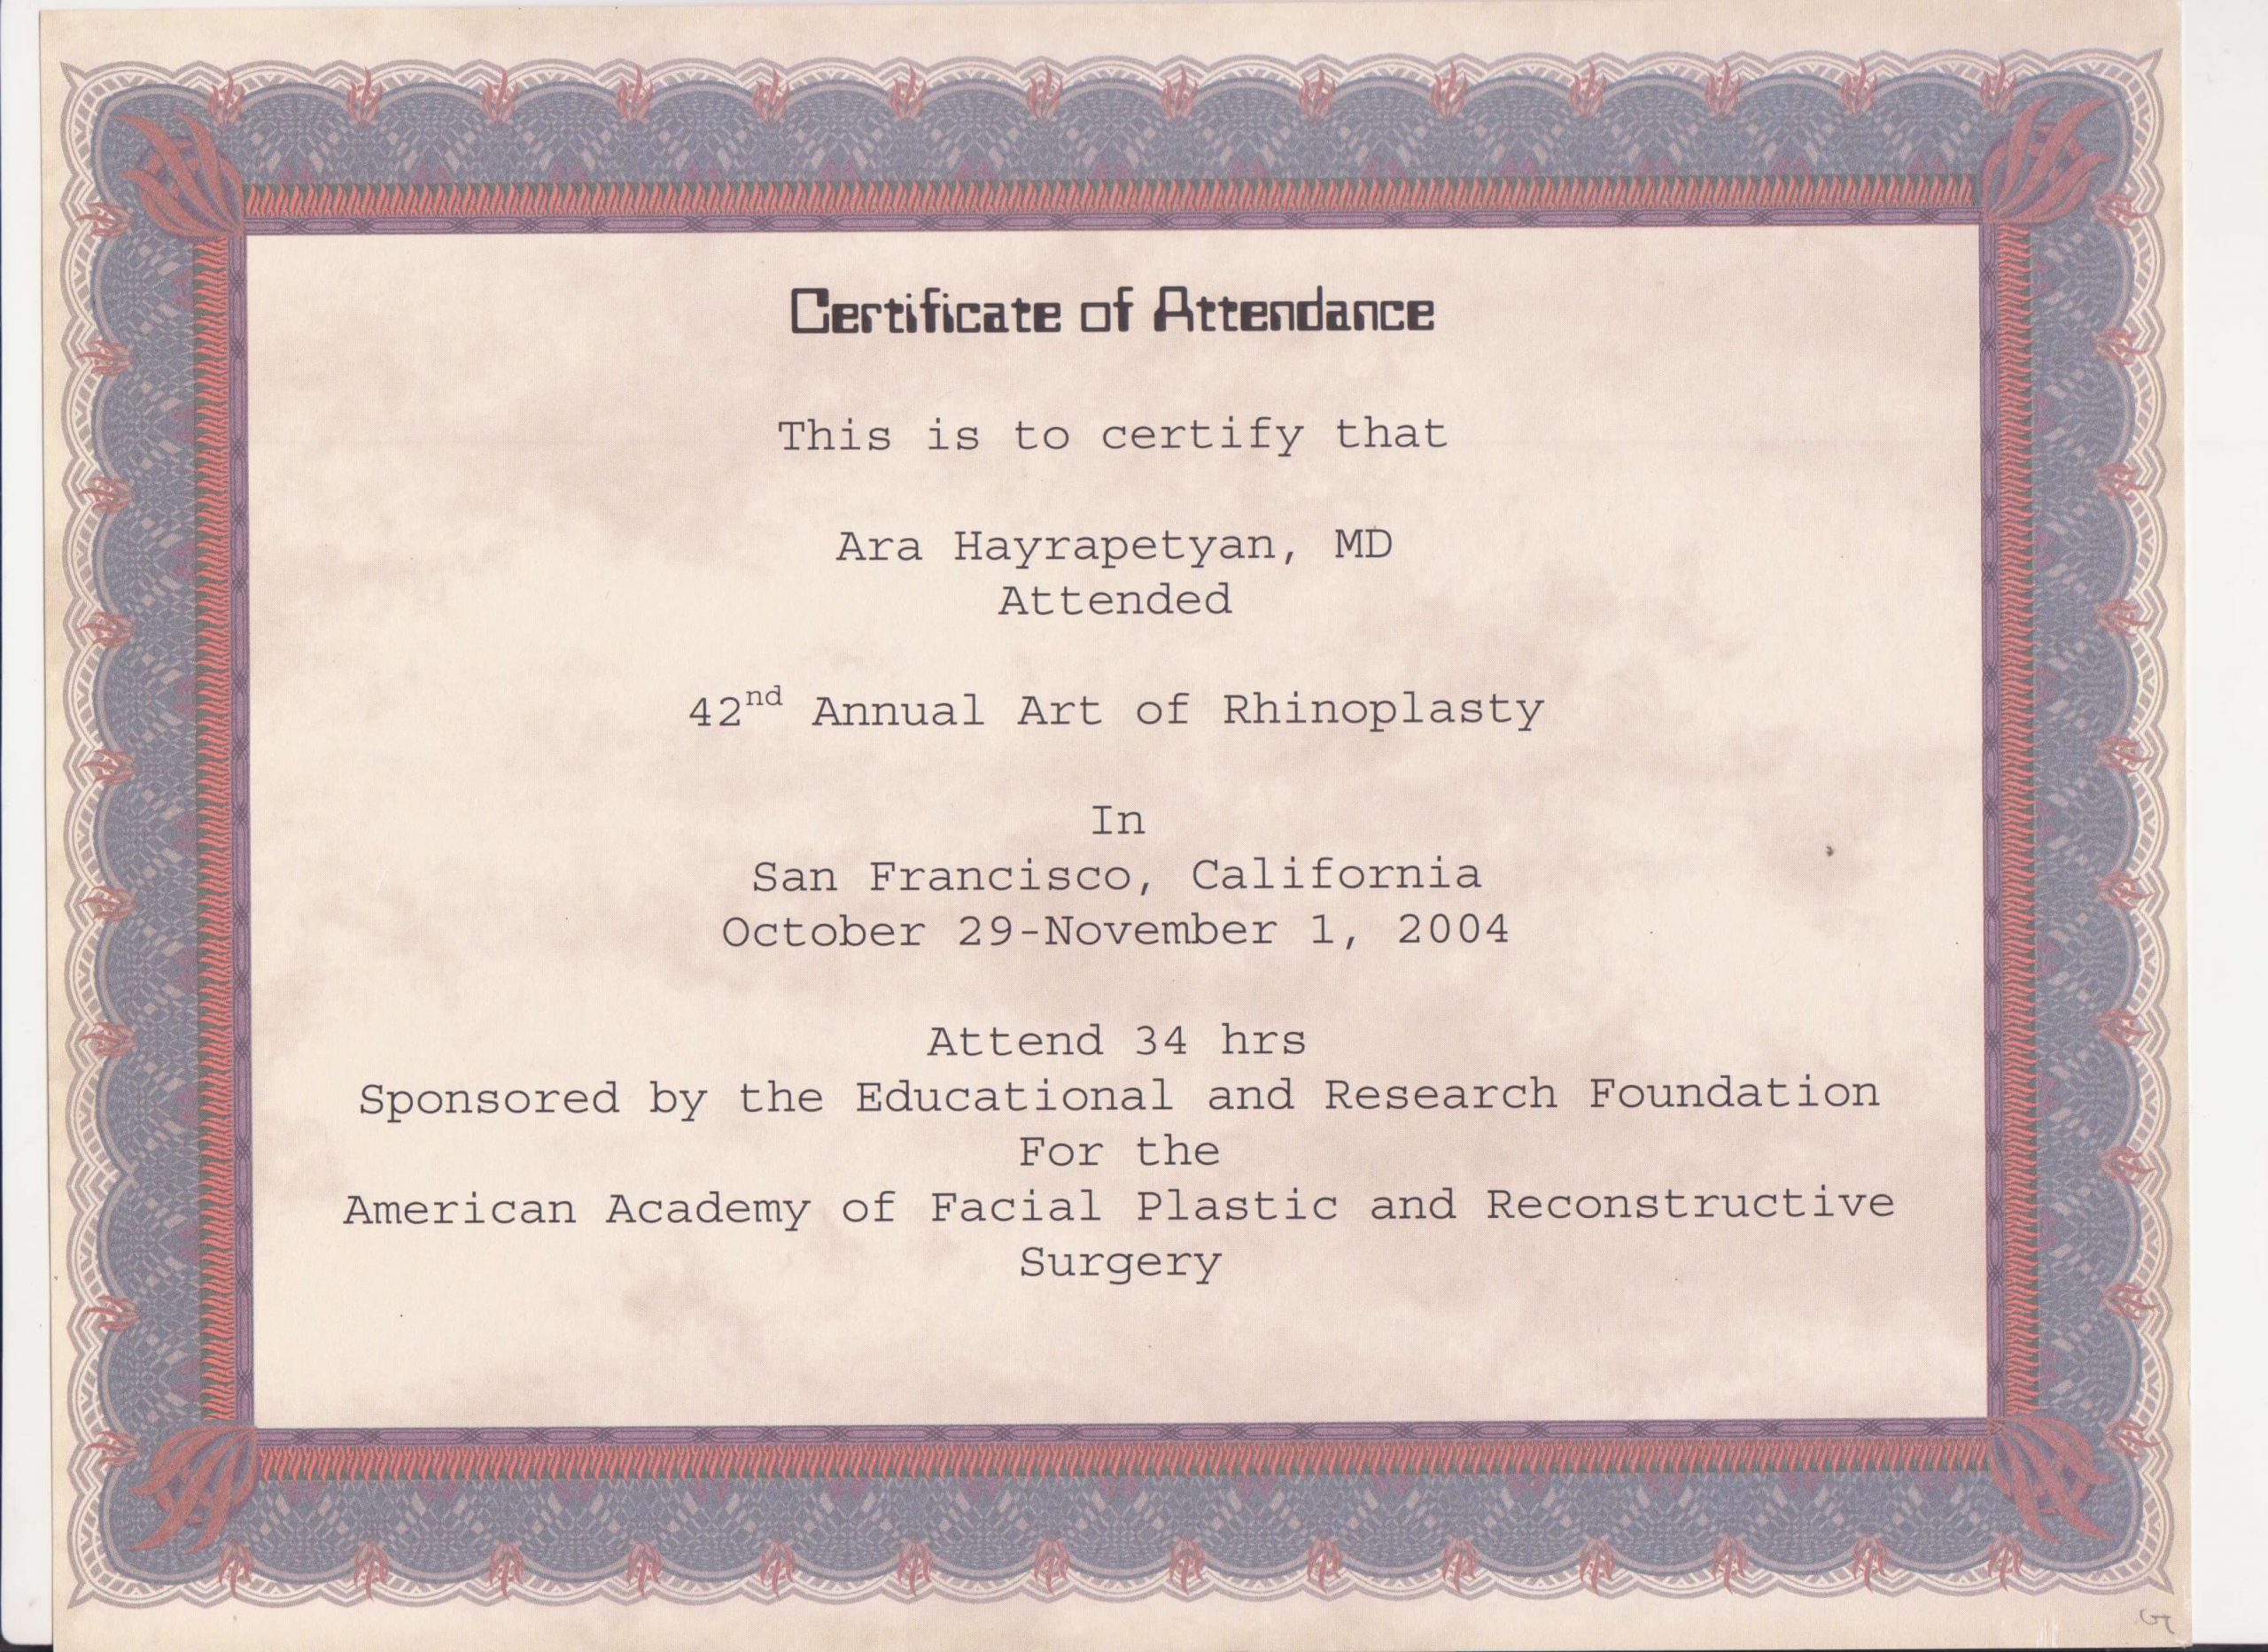 Certificate of Attendance
This is to certify that
Ara Hayrapetyan, MD
Attended
42nd Annual Art of Rhinoplasty
In
San Francisco, California
October 29-November 1, 2004
Attend 34 hrs
Sponsored by the Educational and Research Foundation
For the
American Academy of Facial Plastic and Reconstructive
Surgery